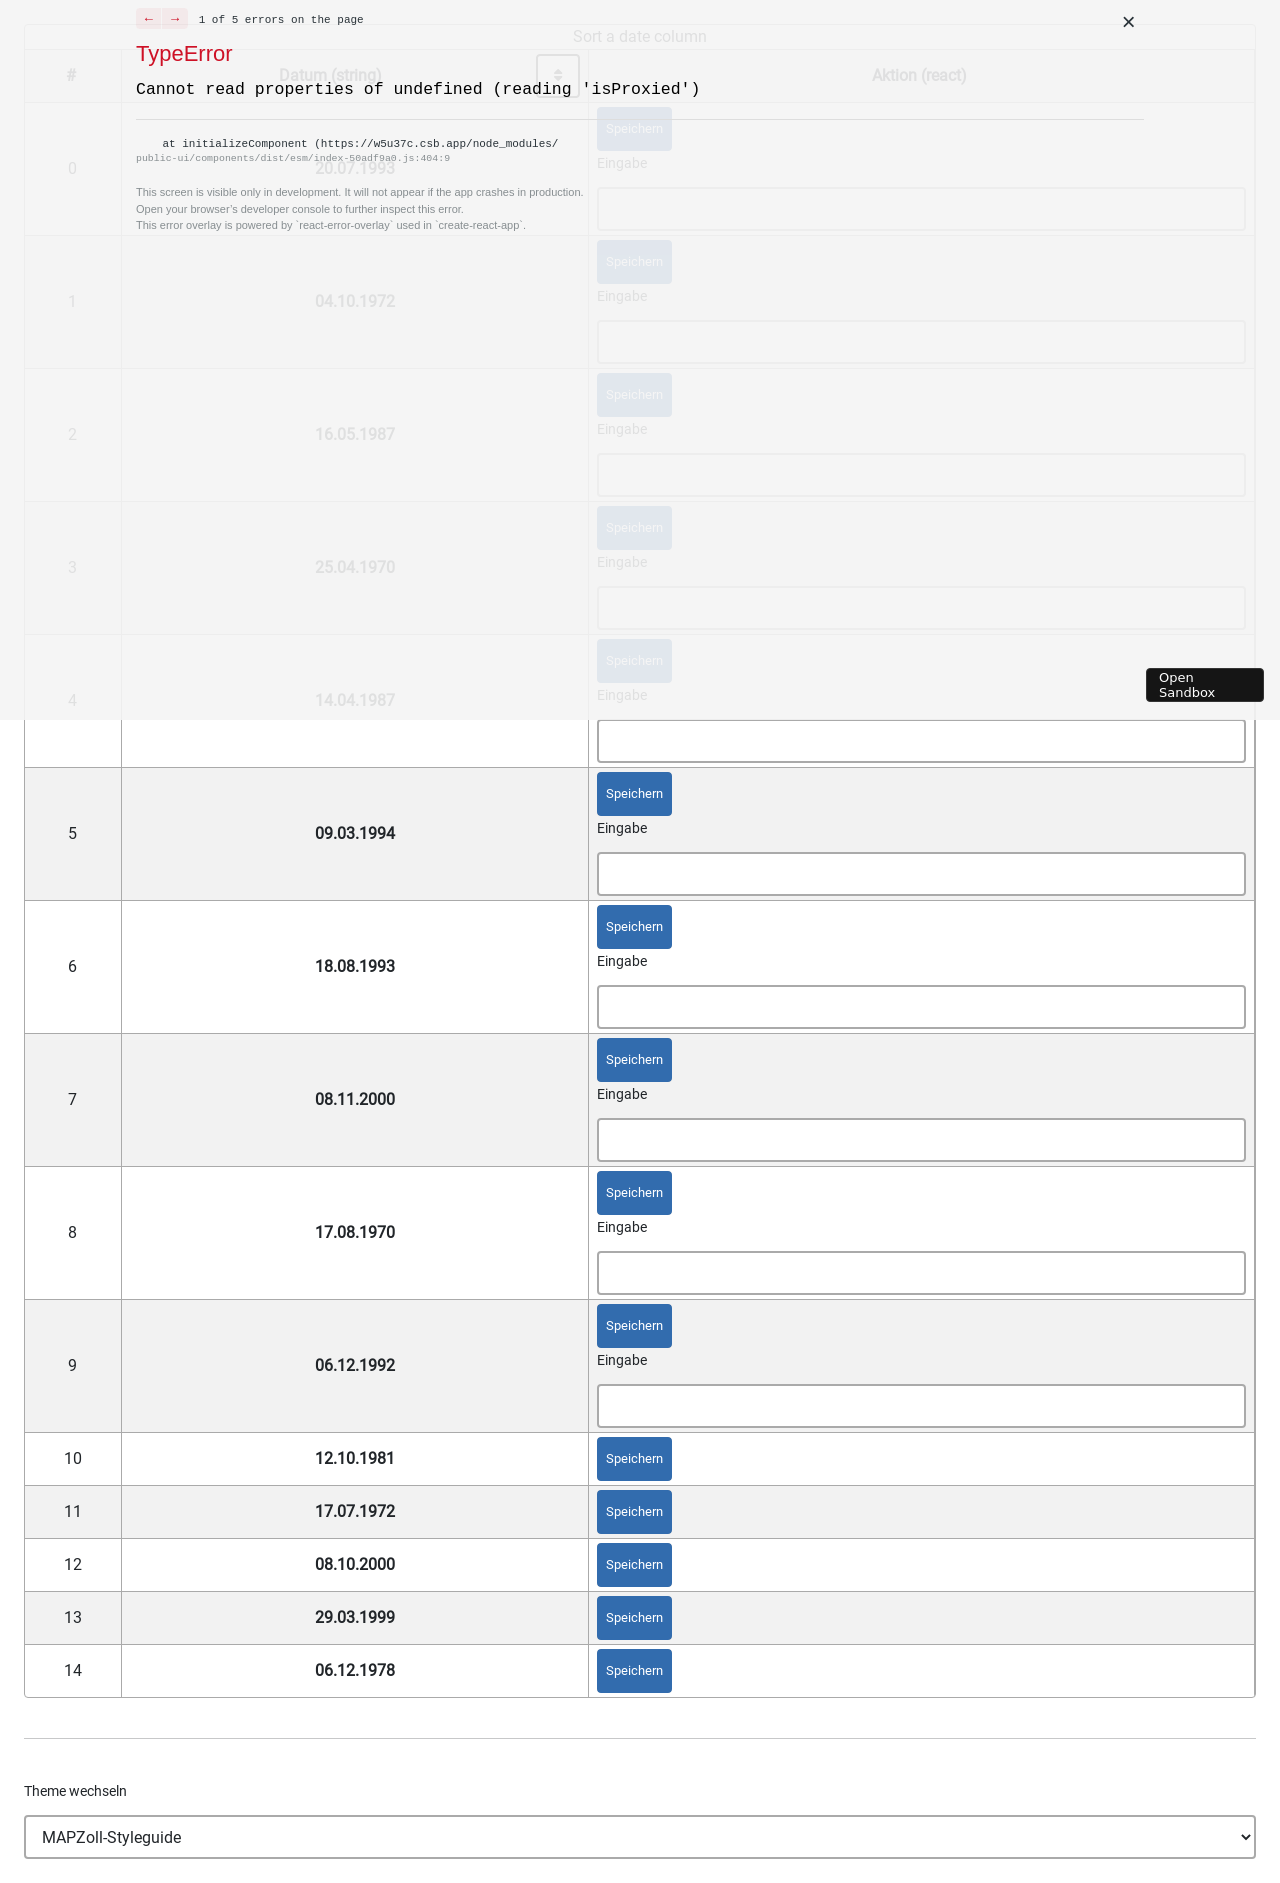 ← → 1 of 5 errors on the page ×
Sort a date column
TypeError
# Datum (string) Aktion (react)
Cannot read properties of undefined (reading 'isProxied')
Speichern
at initializeComponent (https://w5u37c.csb.app/node_modules/
public-ui/components/dist/esm/index-50adf9a0.js:404:9
Eingabe
0 20.07.1993
This screen is visible only in development. It will not appear if the app crashes in production.
Open your browser's developer console to further inspect this error.
This error overlay is powered by `react-error-overlay` used in `create-react-app`.
Speichern
Eingabe
1 04.10.1972
Speichern
Eingabe
2 16.05.1987
Speichern
Eingabe
3 25.04.1970
Speichern
Open
Sandbox
Eingabe
4 14.04.1987
Speichern
Eingabe
5 09.03.1994
Speichern
Eingabe
6 18.08.1993
Speichern
Eingabe
7 08.11.2000
Speichern
Eingabe
8 17.08.1970
Speichern
Eingabe
9 06.12.1992
10 12.10.1981 Speichern
11 17.07.1972 Speichern
12 08.10.2000 Speichern
13 29.03.1999 Speichern
14 06.12.1978 Speichern
Theme wechseln
MAPZoll-Styleguide